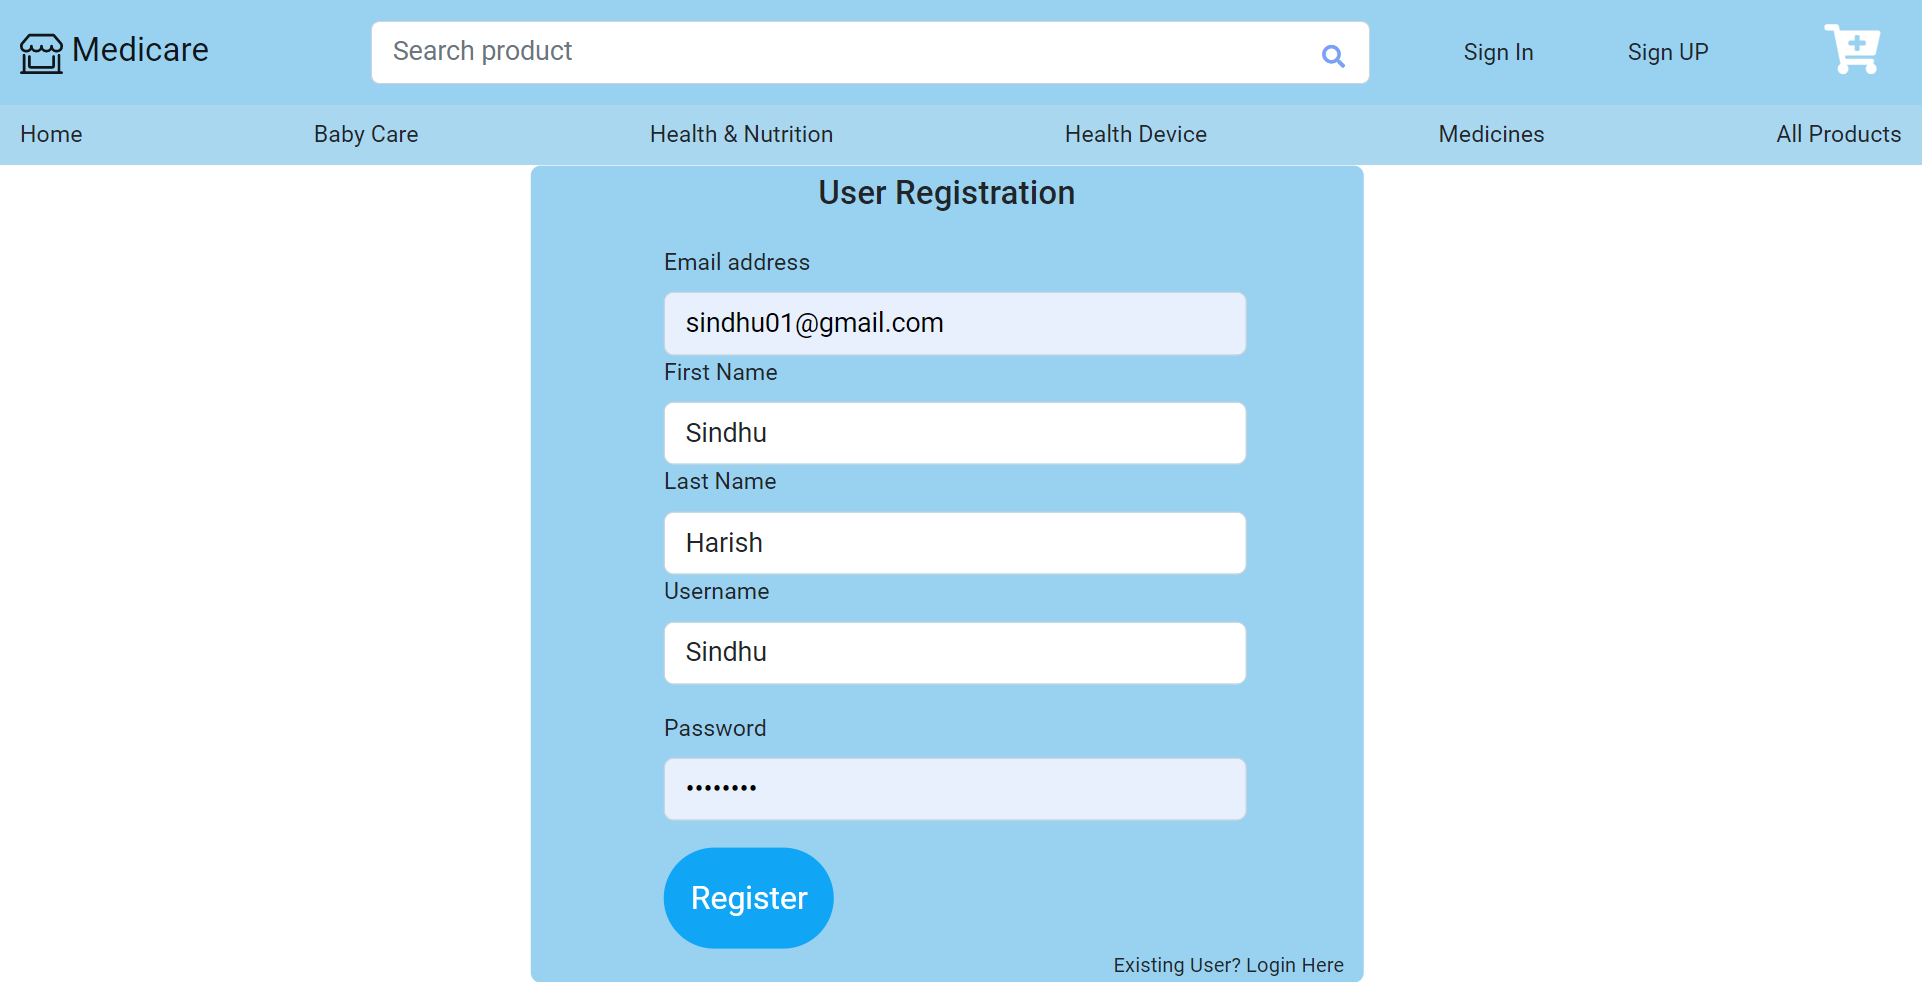 Medicare
Search product
Sign In
Sign UP
Home
Baby Care
Health & Nutrition
Health Device
Medicines
All Products
User Registration
Email address
sindhu01@gmail.com
First Name
Sindhu
Last Name
Harish
Username
Sindhu
Password
••••••••
Register
Existing User? Login Here